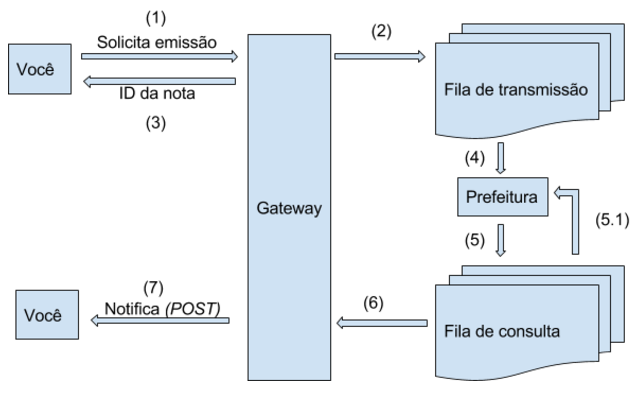 (1)
Solicita emissão
(2)
Você
ID da nota
(3)
Fila de transmissão
(4)
Prefeitura
Gateway
(5)
(5.1)
(7)
Notifica (POST)
(6)
Você
Fila de consulta